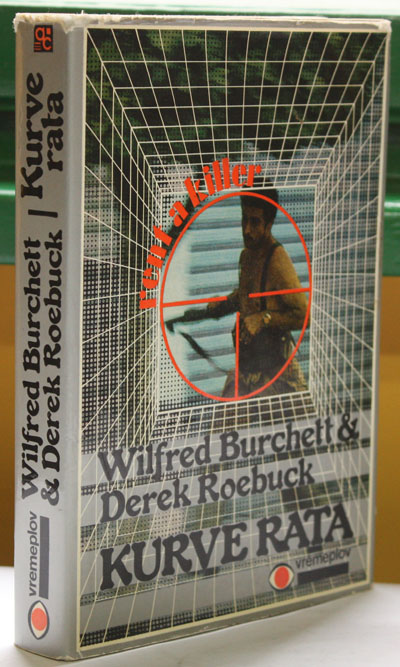 Wilfred Burchett
& Derek Roebuck / Kurve
rata
vremeplov
rent a killer
Wilfred Burchett &
Derek Roebuck
KURVE RATA
vremeplov